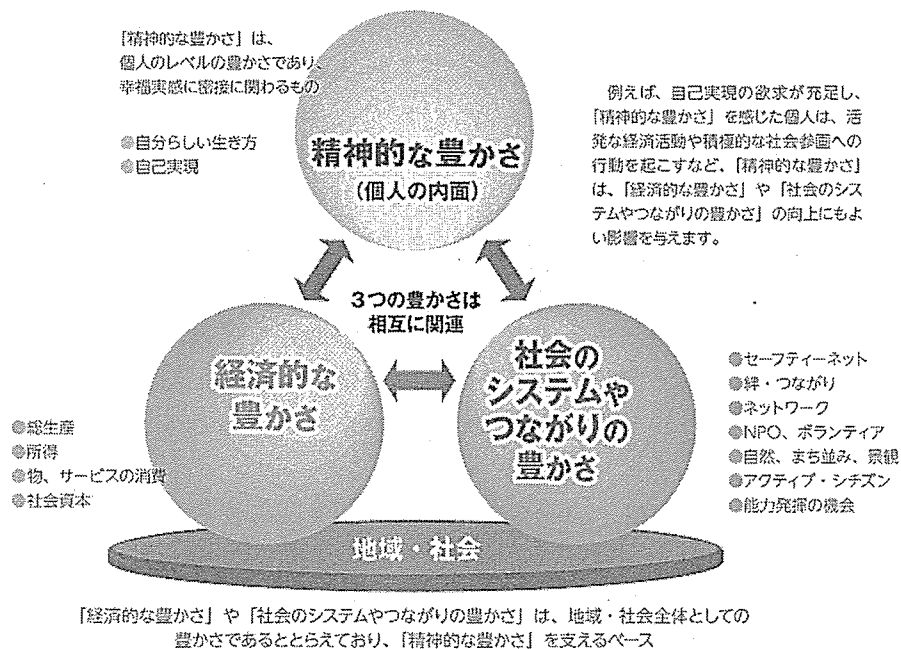 「精神的な豊かさ」は、
個人のレベルの豊かさであり、
幸福実感に密接に関わるもの
●自分らしい生き方
●自己実現
精神的な豊かさ
(個人の内面)
例えば、自己実現の欲求が充足し、
「精神的な豊かさ」を感じた個人は、活
発な経済活動や積極的な社会参画への
行動を起こすなど、「精神的な豊かさ」
は、「経済的な豊かさ」や「社会のシス
テムやつながりの豊かさ」の向上にもよ
い影響を与えます。
3つの豊かさは
相互に関連
経済的な
豊かさ
●総生産
●所得
●物、サービスの消費
●社会資本
社会の
システムや
つながりの
豊かさ
●セーフティーネット
●絆・つながり
●ネットワーク
●NPO、ボランティア
●自然、まち並み、景観
●アクティブ・シチズン
●能力発揮の機会
地域・社会
「経済的な豊かさ」や「社会のシステムやつながりの豊かさ」は、地域・社会全体としての
豊かさであるととらえており、「精神的な豊かさ」を支えるベース